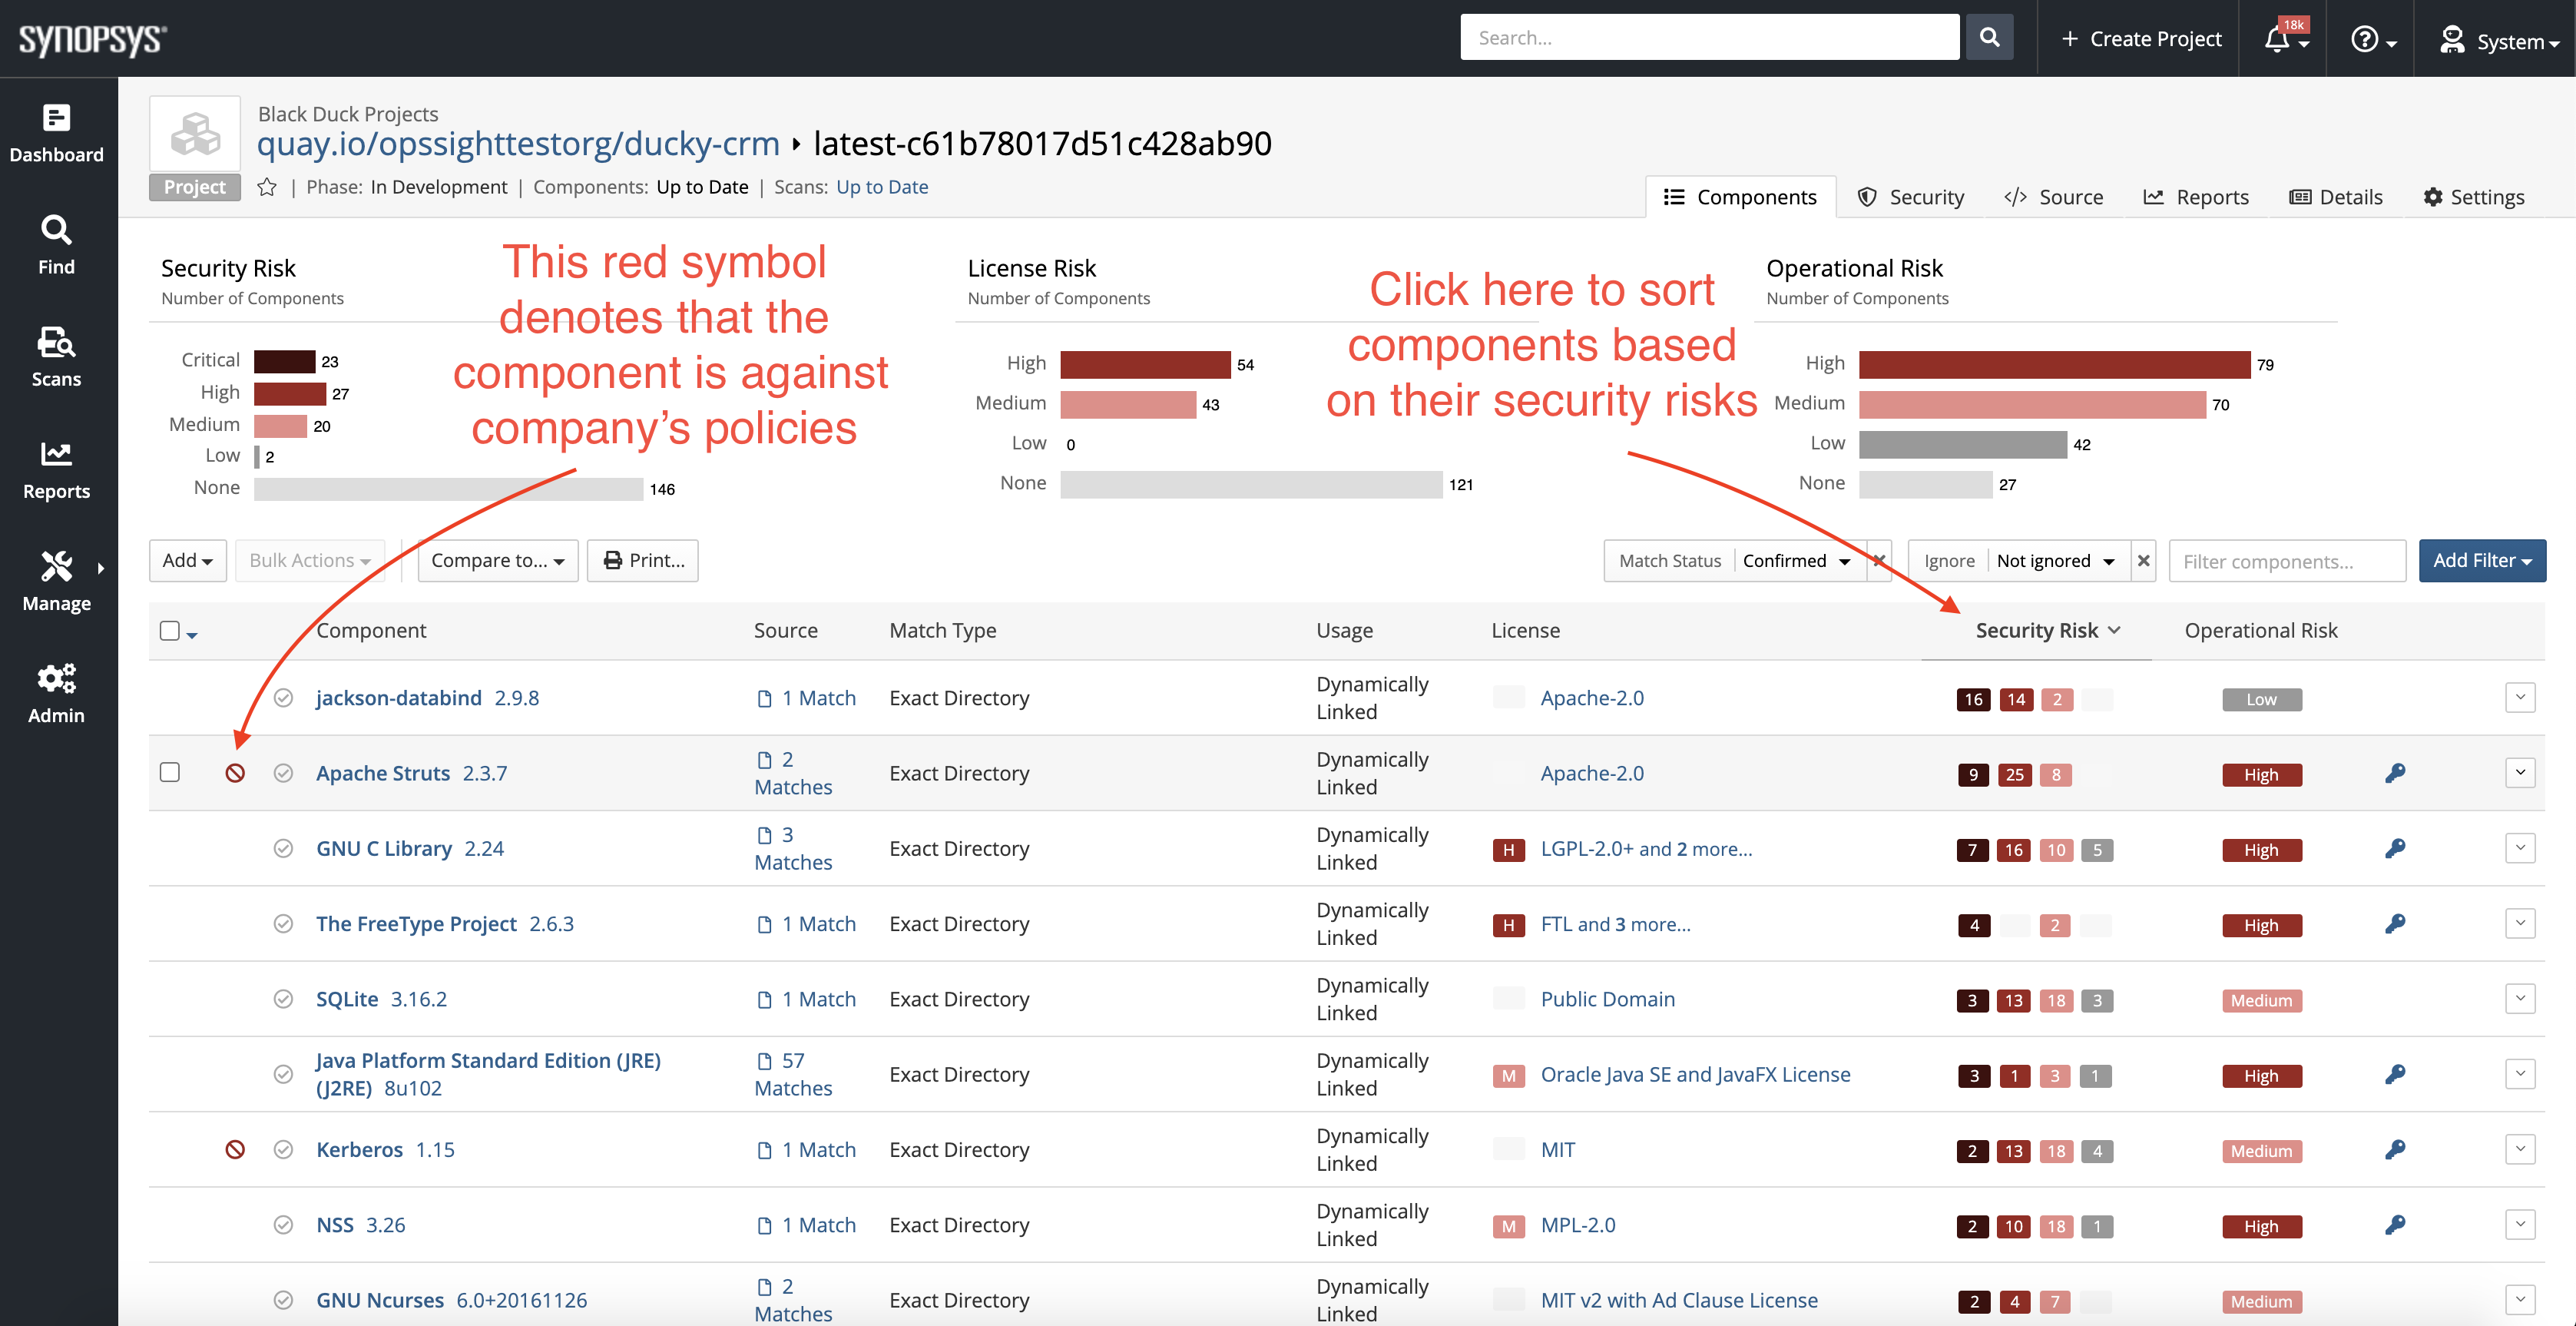 SYNOPSYS
Search...
+ Create Project
18k
System
Dashboard
Find
Scans
Reports
Manage
Admin
Black Duck Projects
quay.io/opssighttestorg/ducky-crm ▸ latest-c61b78017d51c428ab90
Project | Phase: In Development | Components: Up to Date | Scans: Up to Date
Components Security </> Source Reports Details Settings
Security Risk
Number of Components
Critical 23
High 27
Medium 20
Low 2
None 146
This red symbol
denotes that the
component is against
company's policies
License Risk
Number of Components
High 54
Medium 43
Low 0
None 121
Click here to sort
components based
on their security risks
Operational Risk
Number of Components
High 79
Medium 70
Low 42
None 27
Add Bulk Actions Compare to... Print... Match Status Confirmed Ignore Not ignored Filter components... Add Filter
Component Source Match Type Usage License Security Risk Operational Risk
jackson-databind 2.9.8 1 Match Exact Directory Dynamically Linked Apache-2.0 16 14 2 Low
Apache Struts 2.3.7 2 Matches Exact Directory Dynamically Linked Apache-2.0 9 25 8 High
GNU C Library 2.24 3 Matches Exact Directory Dynamically Linked H LGPL-2.0+ and 2 more... 7 16 10 5 High
The FreeType Project 2.6.3 1 Match Exact Directory Dynamically Linked H FTL and 3 more... 4 2 High
SQLite 3.16.2 1 Match Exact Directory Dynamically Linked Public Domain 3 13 18 3 Medium
Java Platform Standard Edition (JRE) (J2RE) 8u102 57 Matches Exact Directory Dynamically Linked M Oracle Java SE and JavaFX License 3 1 3 1 High
Kerberos 1.15 1 Match Exact Directory Dynamically Linked MIT 2 13 18 4 Medium
NSS 3.26 1 Match Exact Directory Dynamically Linked M MPL-2.0 2 10 18 1 High
GNU Ncurses 6.0+20161126 2 Matches Exact Directory Dynamically Linked MIT v2 with Ad Clause License 2 4 7 Medium